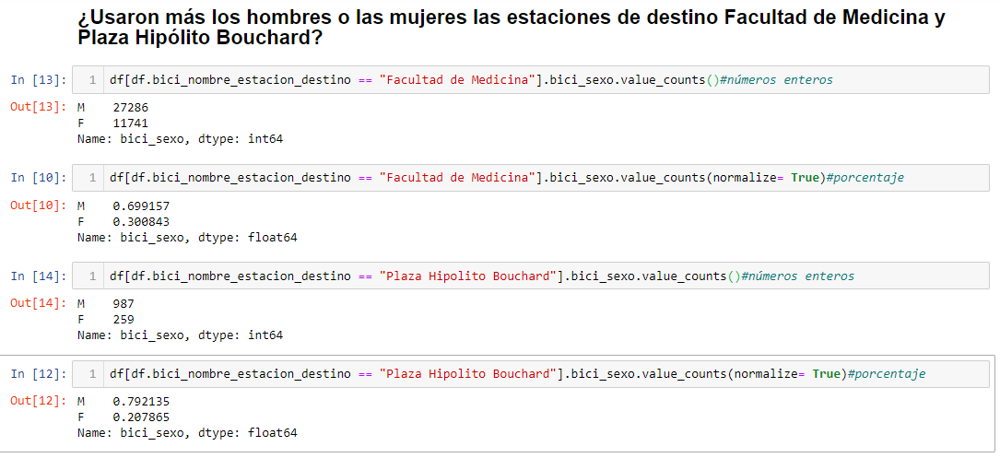 ¿Usaron más los hombres o las mujeres las estaciones de destino Facultad de Medicina y
Plaza Hipólito Bouchard?
In [13]: 1 df[df.bici_nombre_estacion_destino == "Facultad de Medicina"].bici_sexo.value_counts()#números enteros
Out[13]: M 27286
F 11741
Name: bici_sexo, dtype: int64
In [10]: 1 df[df.bici_nombre_estacion_destino == "Facultad de Medicina"].bici_sexo.value_counts(normalize= True)#porcentaje
Out[10]: M 0.699157
F 0.300843
Name: bici_sexo, dtype: float64
In [14]: 1 df[df.bici_nombre_estacion_destino == "Plaza Hipolito Bouchard"].bici_sexo.value_counts()#números enteros
Out[14]: M 987
F 259
Name: bici_sexo, dtype: int64
In [12]: 1 df[df.bici_nombre_estacion_destino == "Plaza Hipolito Bouchard"].bici_sexo.value_counts(normalize= True)#porcentaje
Out[12]: M 0.792135
F 0.207865
Name: bici_sexo, dtype: float64